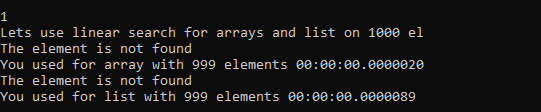 1
Lets use linear search for arrays and list on 1000 el
The element is not found
You used for array with 999 elements 00:00:00.0000020
The element is not found
You used for list with 999 elements 00:00:00.0000089